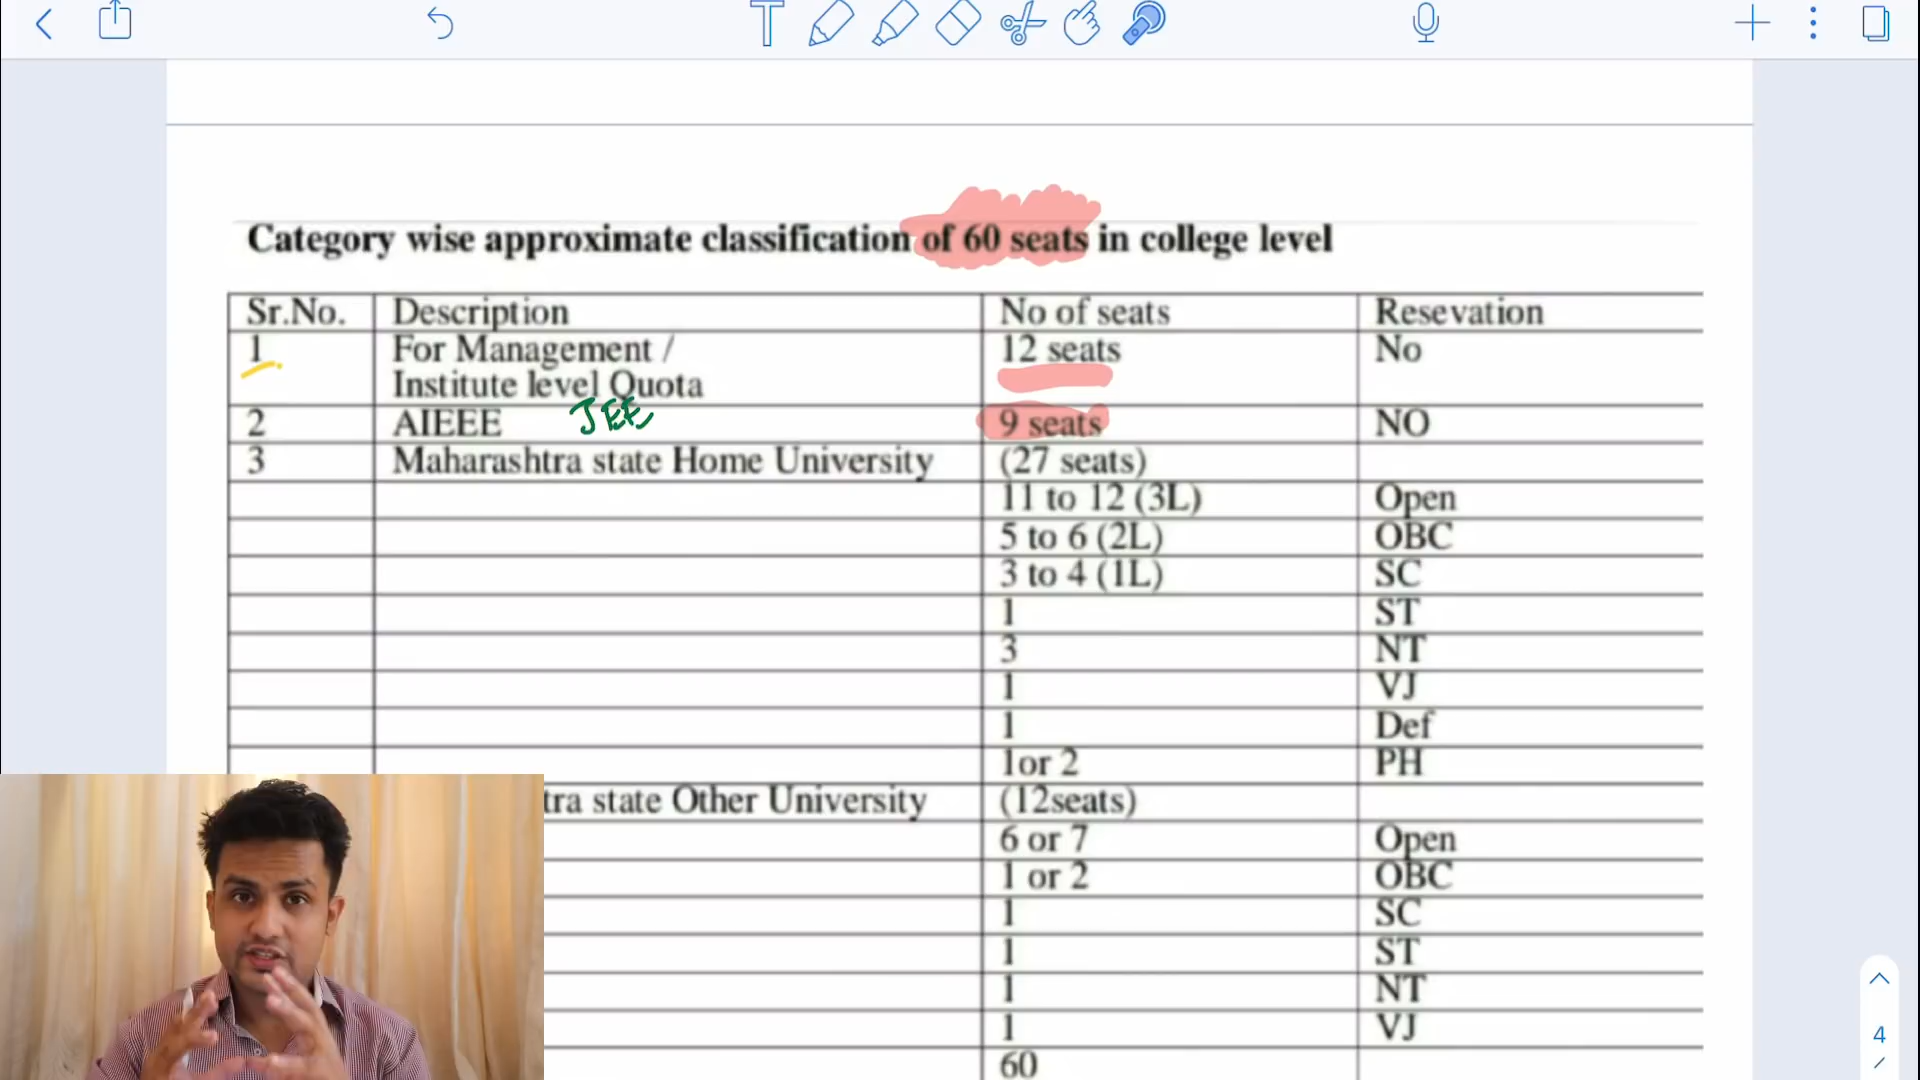 Category wise approximate classification of 60 seats in college level
Sr.No. Description No of seats Resevation
1 For Management / 12 seats No
Institute level Quota
2 AIEEE JEE 9 seats NO
3 Maharashtra state Home University (27 seats)
11 to 12 (3L) Open
5 to 6 (2L) OBC
3 to 4 (1L) SC
1 ST
3 NT
1 VJ
1 Def
1or 2 PH
tra state Other University (12seats)
6 or 7 Open
1 or 2 OBC
1 SC
1 ST
1 NT
1 VJ
60
4